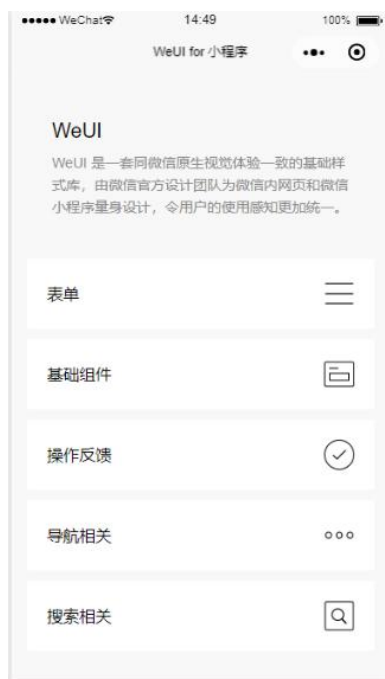 WeChat 14:49 100%
WeUI for 小程序
WeUI
WeUI 是一套同微信原生视觉体验一致的基础样
式库，由微信官方设计团队为微信内网页和微信
小程序量身设计，令用户的使用感知更加统一。
表单
基础组件
操作反馈
导航相关
搜索相关